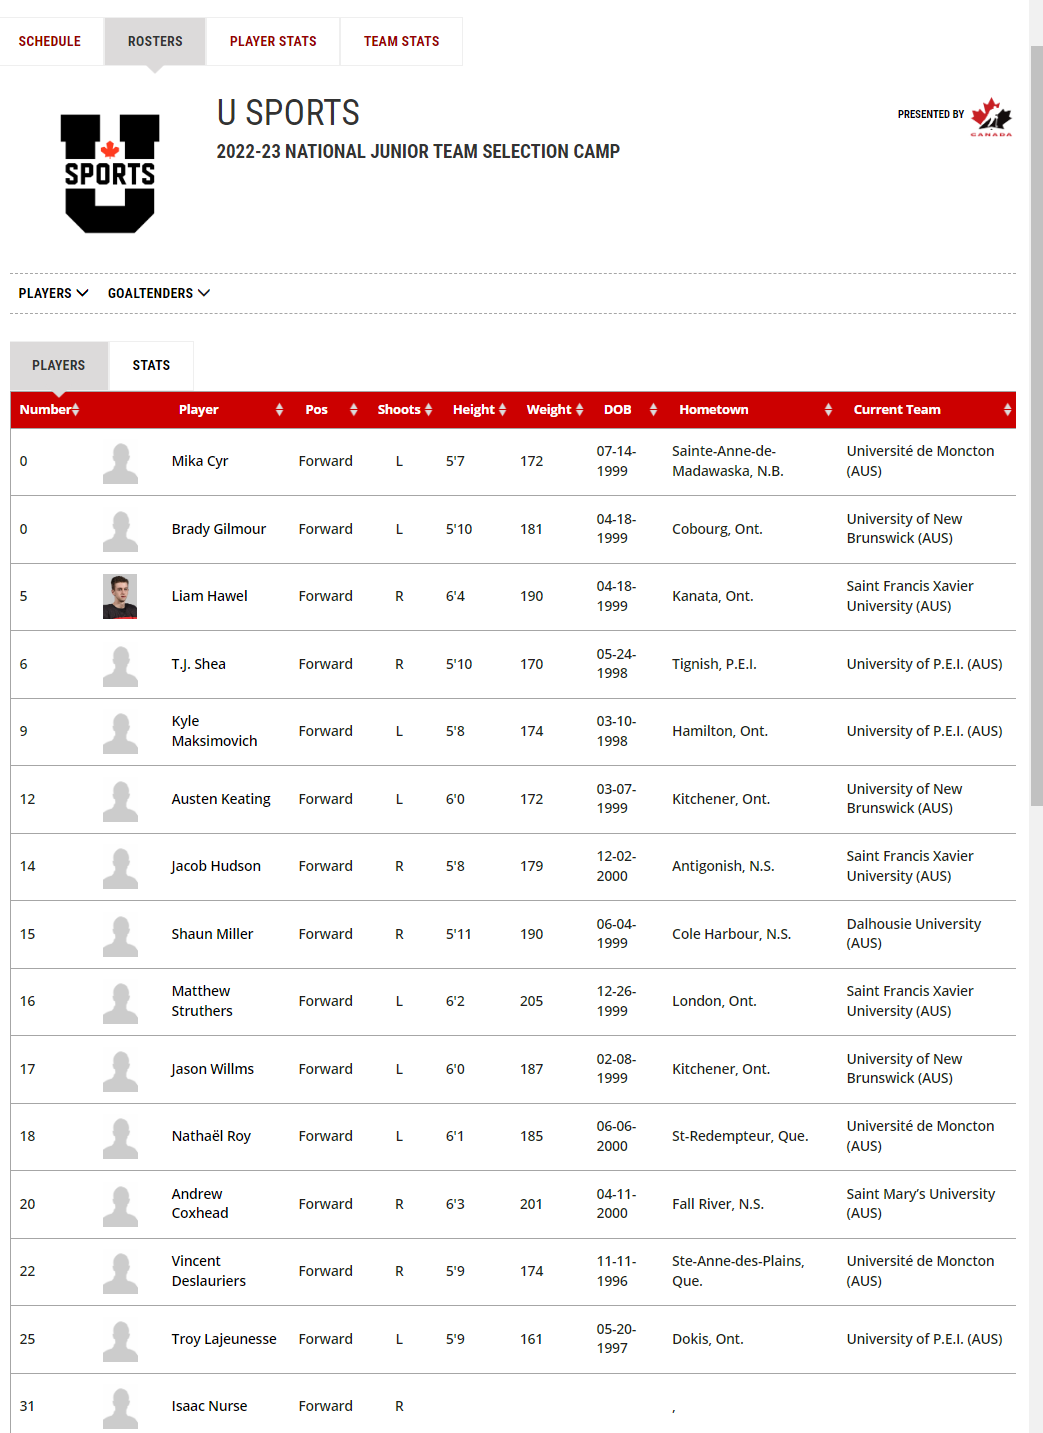 SCHEDULE ROSTERS PLAYER STATS TEAM STATS
U SPORTS
2022-23 NATIONAL JUNIOR TEAM SELECTION CAMP
PRESENTED BY
CANADA
U
SPORTS
PLAYERS GOALTENDERS
PLAYERS STATS
Number Player Pos Shoots Height Weight DOB Hometown Current Team
0 Mika Cyr Forward L 5'7 172 07-14-
1999 Sainte-Anne-de-
Madawaska, N.B. Université de Moncton
(AUS)
0 Brady Gilmour Forward L 5'10 181 04-18-
1999 Cobourg, Ont. University of New
Brunswick (AUS)
5 Liam Hawel Forward R 6'4 190 04-18-
1999 Kanata, Ont. Saint Francis Xavier
University (AUS)
6 T.J. Shea Forward R 5'10 170 05-24-
1998 Tignish, P.E.I. University of P.E.I. (AUS)
9 Kyle
Maksimovich Forward L 5'8 174 03-10-
1998 Hamilton, Ont. University of P.E.I. (AUS)
12 Austen Keating Forward L 6'0 172 03-07-
1999 Kitchener, Ont. University of New
Brunswick (AUS)
14 Jacob Hudson Forward R 5'8 179 12-02-
2000 Antigonish, N.S. Saint Francis Xavier
University (AUS)
15 Shaun Miller Forward R 5'11 190 06-04-
1999 Cole Harbour, N.S. Dalhousie University
(AUS)
16 Matthew
Struthers Forward L 6'2 205 12-26-
1999 London, Ont. Saint Francis Xavier
University (AUS)
17 Jason Willms Forward L 6'0 187 02-08-
1999 Kitchener, Ont. University of New
Brunswick (AUS)
18 Nathaël Roy Forward L 6'1 185 06-06-
2000 St-Redempteur, Que. Université de Moncton
(AUS)
20 Andrew
Coxhead Forward R 6'3 201 04-11-
2000 Fall River, N.S. Saint Mary’s University
(AUS)
22 Vincent
Deslauriers Forward R 5'9 174 11-11-
1996 Ste-Anne-des-Plains,
Que. Université de Moncton
(AUS)
25 Troy Lajeunesse Forward L 5'9 161 05-20-
1997 Dokis, Ont. University of P.E.I. (AUS)
31 Isaac Nurse Forward R ,